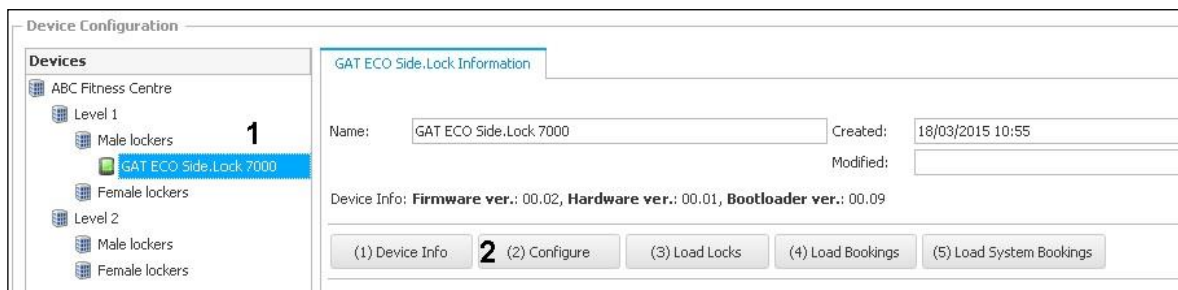 Device Configuration
Devices
ABC Fitness Centre
Level 1
Male lockers
1
GAT ECO Side.Lock 7000
Female lockers
Level 2
Male lockers
Female lockers
GAT ECO Side.Lock Information
Name: GAT ECO Side.Lock 7000 Created: 18/03/2015 10:55
Modified:
Device Info: Firmware ver.: 00.02, Hardware ver.: 00.01, Bootloader ver.: 00.09
(1) Device Info 2 (2) Configure (3) Load Locks (4) Load Bookings (5) Load System Bookings